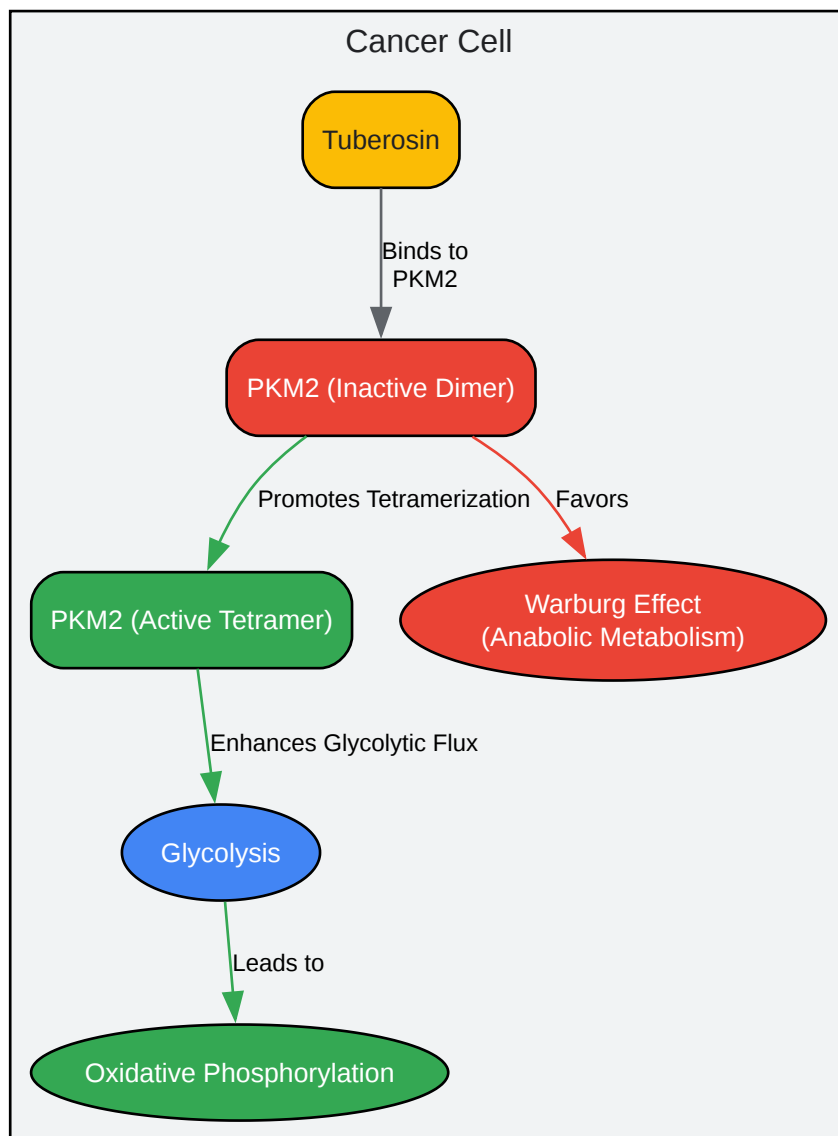 Cancer Cell
Tuberosin
Binds to
PKM2
PKM2 (Inactive Dimer)
Promotes Tetramerization
Favors
PKM2 (Active Tetramer)
Warburg Effect
(Anabolic Metabolism)
Enhances Glycolytic Flux
Glycolysis
Leads to
Oxidative Phosphorylation